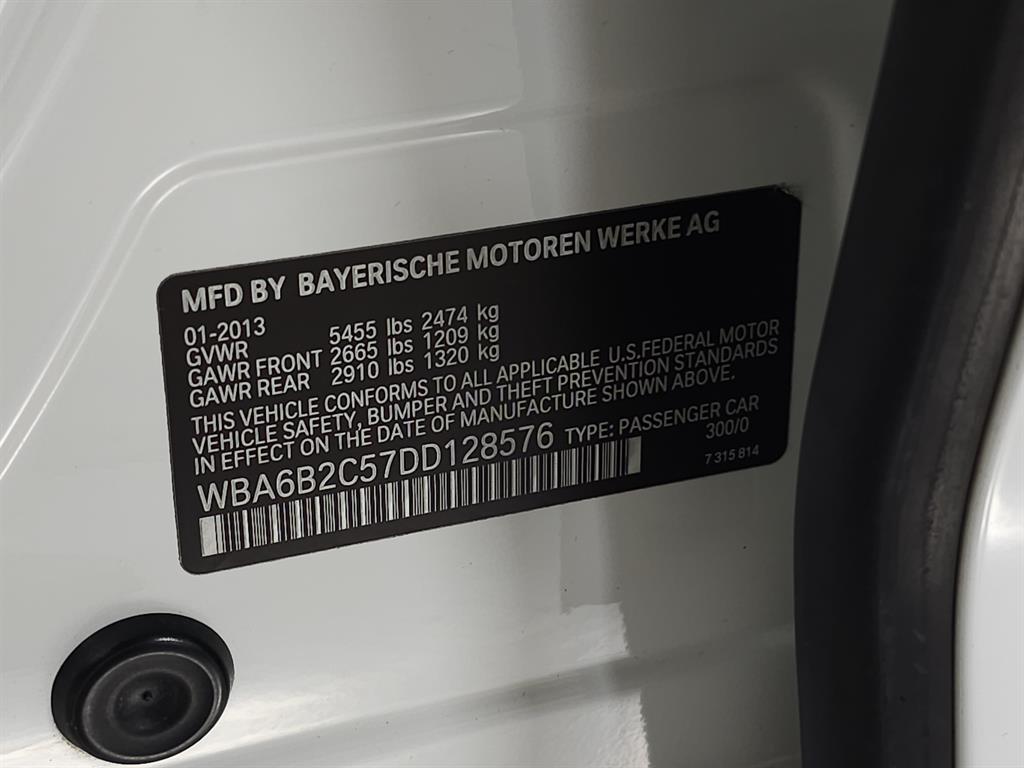 MFD BY BAYERISCHE MOTOREN WERKE AG
01-2013
GVWR 5455 lbs 2474 kg
GAWR FRONT 2665 lbs 1209 kg
GAWR REAR 2910 lbs 1320 kg
THIS VEHICLE CONFORMS TO ALL APPLICABLE U.S.FEDERAL MOTOR
VEHICLE SAFETY, BUMPER AND THEFT PREVENTION STANDARDS
IN EFFECT ON THE DATE OF MANUFACTURE SHOWN ABOVE.
WBA6B2C57DD128576 TYPE: PASSENGER CAR
300/0
7 315 814